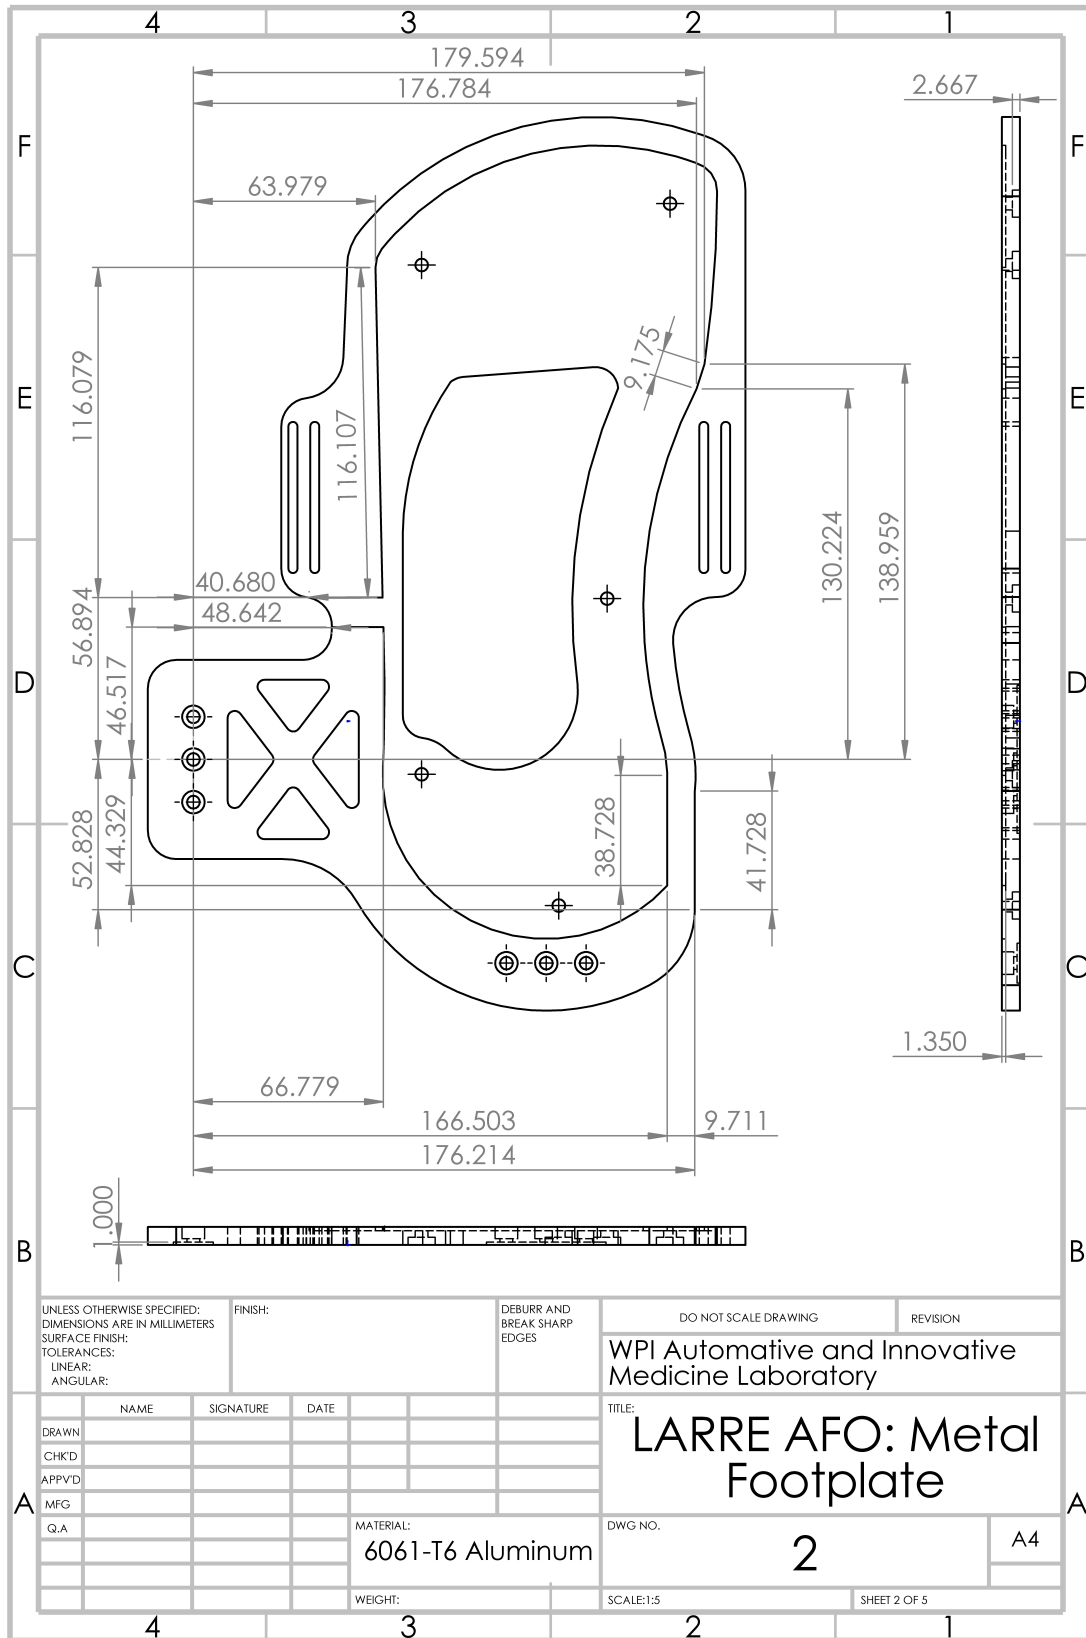 4 3 2 1
179.594
176.784
2.667
F F
63.979
116.079
9.175
E E
116.107
130.224
138.959
40.680
48.642
56.894
46.517
D D
52.828
44.329
38.728
41.728
C C
1.350
66.779
166.503 9.711
176.214
1.000
B B
UNLESS OTHERWISE SPECIFIED:
DIMENSIONS ARE IN MILLIMETERS
SURFACE FINISH:
TOLERANCES:
LINEAR:
ANGULAR:
FINISH:
DEBURR AND
BREAK SHARP
EDGES
DO NOT SCALE DRAWING
REVISION
WPI Automative and Innovative
Medicine Laboratory
NAME SIGNATURE DATE
DRAWN
CHK'D
APPV'D
MFG
Q.A
TITLE:
LARRE AFO: Metal
Footplate
A A
MATERIAL:
6061-T6 Aluminum
DWG NO.
2
A4
WEIGHT:
SCALE:1:5
SHEET 2 OF 5
4 3 2 1